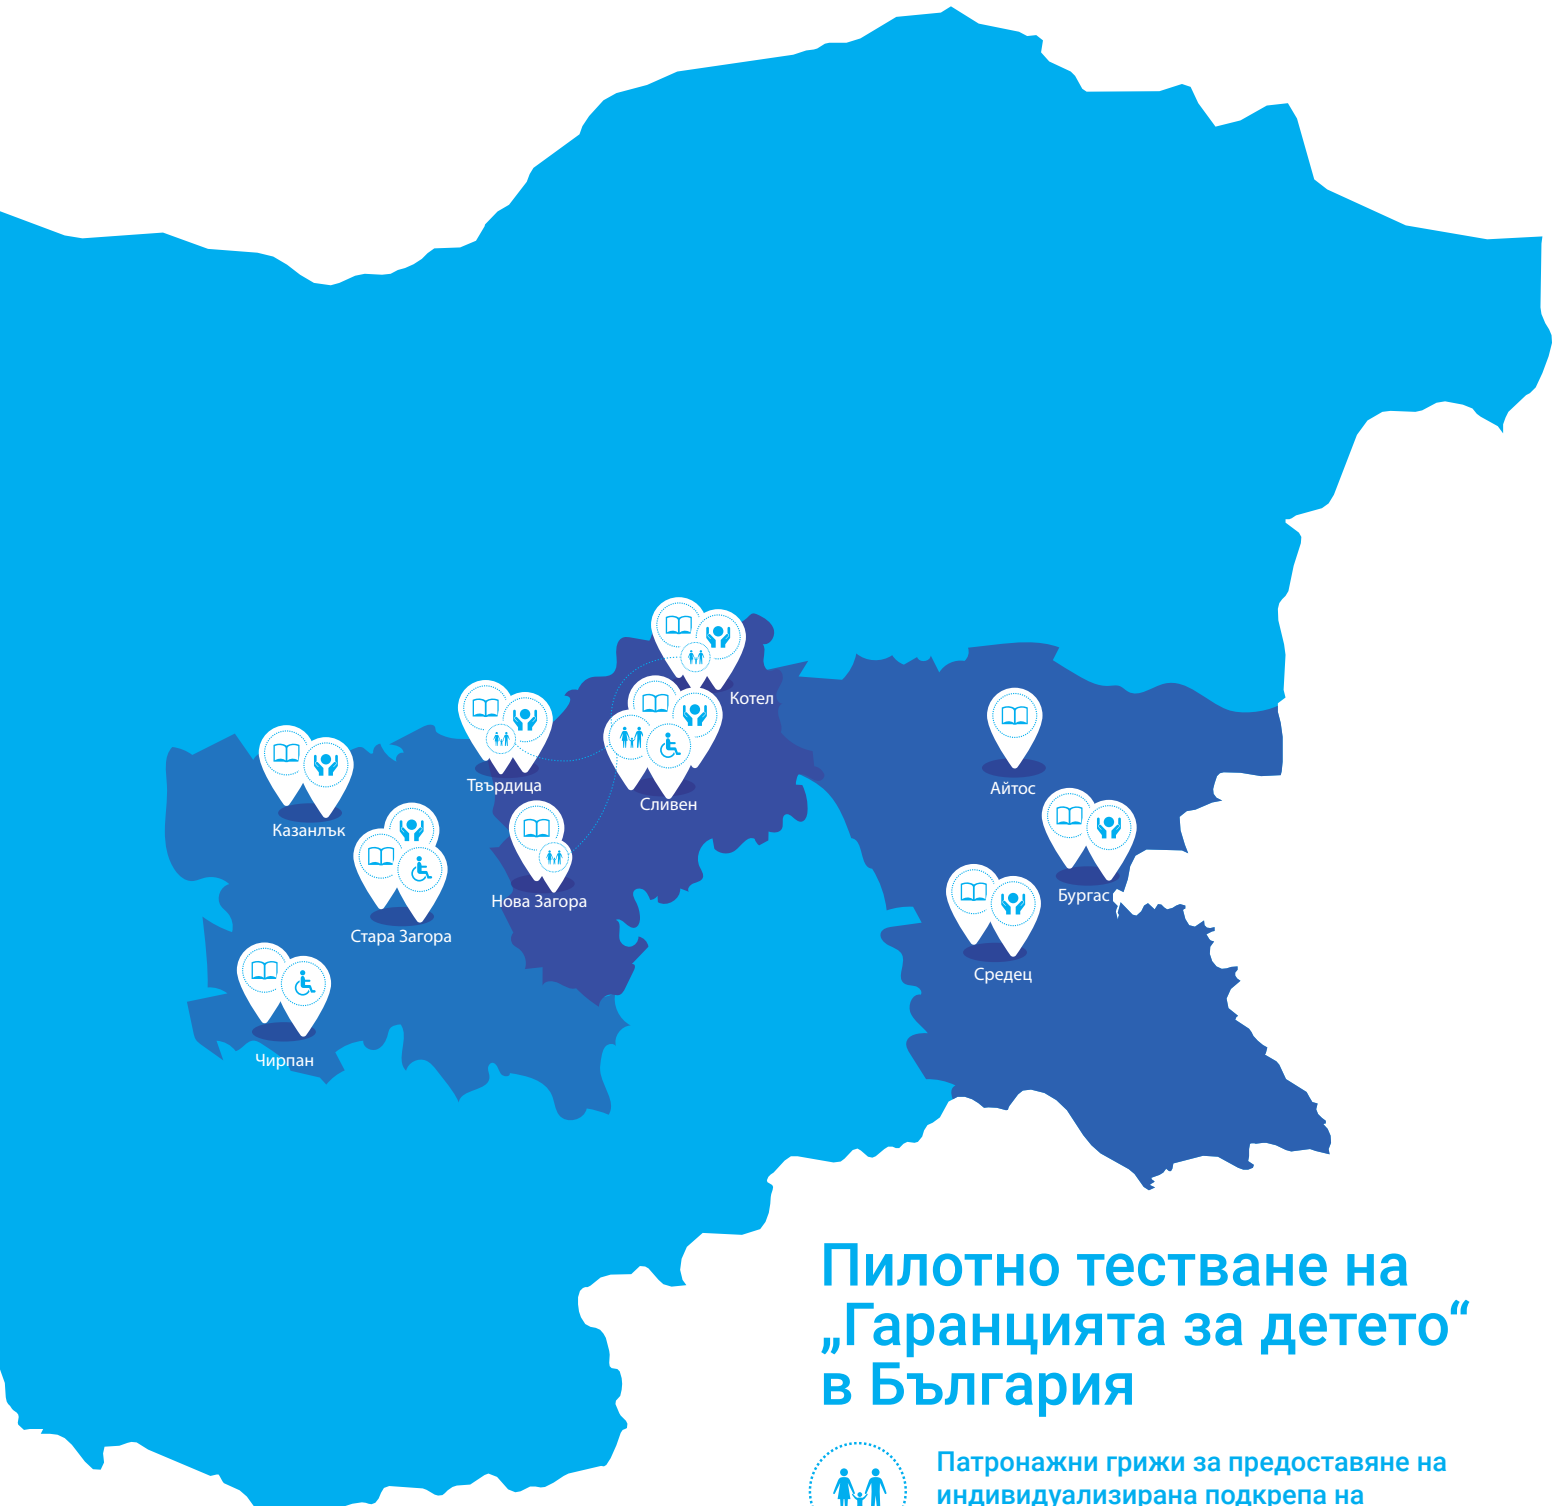 Котел
Твърдица
Сливен
Айтос
Казанлък
Нова Загора
Бургас
Стара Загора
Средец
Чирпан
Пилотно тестване на
„Гаранцията за детето“
в България
Патронажни грижи за предоставяне на
индивидуализирана подкрепа на